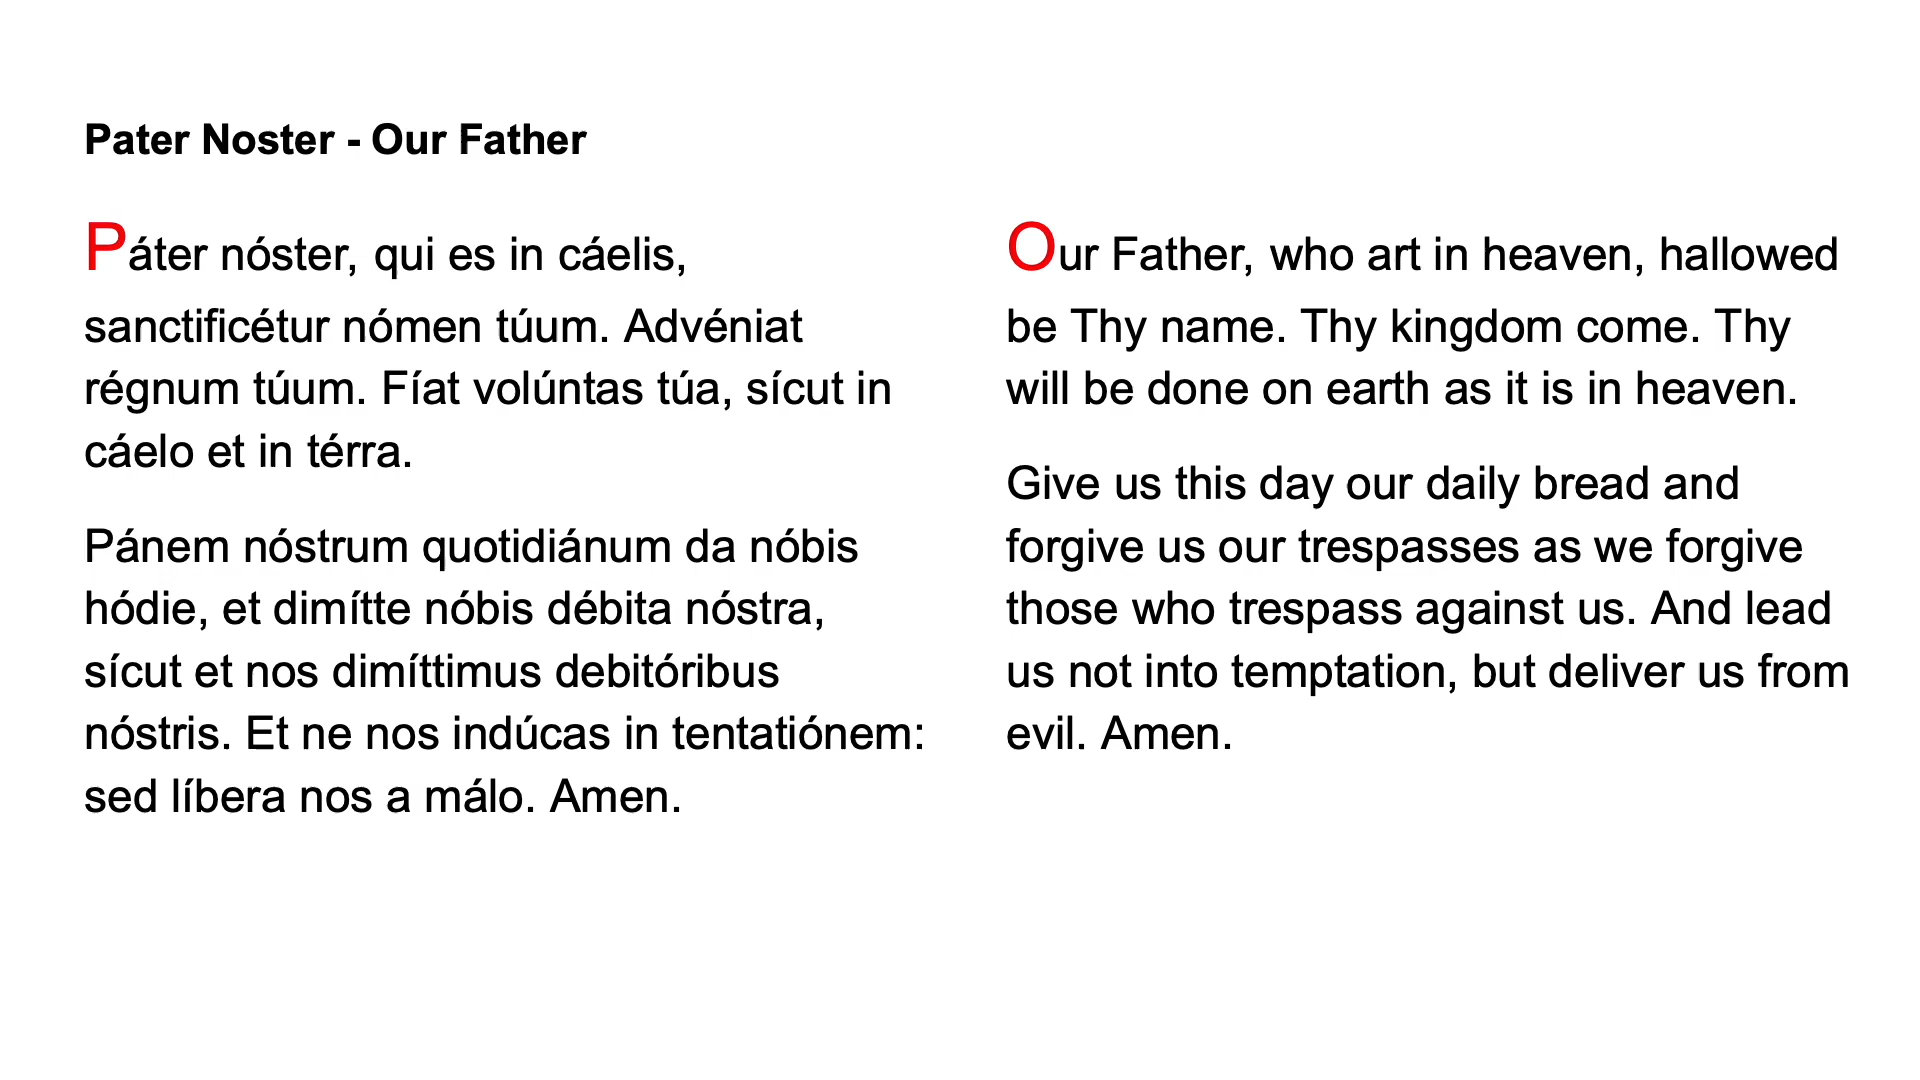 Pater Noster - Our Father
Páter nóster, qui es in cáelis,
sanctificétur nómen túum. Advéniat
régnum túum. Fíat volúntas túa, sícut in
cáelo et in térra.
Pánem nóstrum quotidiánum da nóbis
hódie, et dimítte nóbis débita nóstra,
sícut et nos dimíttimus debitóribus
nóstris. Et ne nos indúcas in tentatiónem:
sed líbera nos a málo. Amen.
Our Father, who art in heaven, hallowed
be Thy name. Thy kingdom come. Thy
will be done on earth as it is in heaven.
Give us this day our daily bread and
forgive us our trespasses as we forgive
those who trespass against us. And lead
us not into temptation, but deliver us from
evil. Amen.